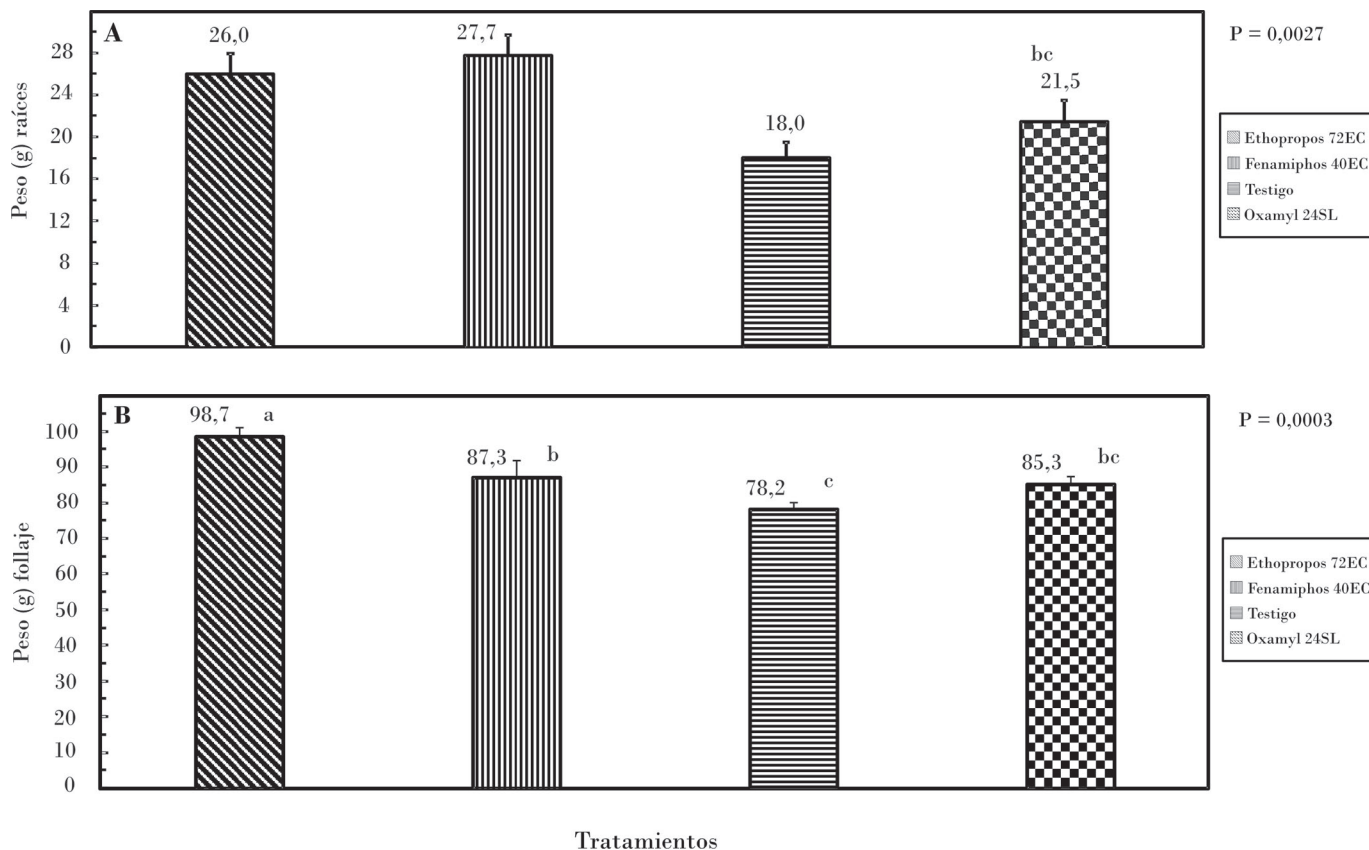 A
26,0
27,7
18,0
bc
21,5
P = 0,0027
Peso (g) raíces
28
24
20
16
12
8
4
0
Ethopropos 72EC
Fenamiphos 40EC
Testigo
Oxamyl 24SL
B
98,7 a
87,3 b
78,2 c
85,3 bc
P = 0,0003
Peso (g) follaje
100
90
80
70
60
50
40
30
20
10
0
Ethopropos 72EC
Fenamiphos 40EC
Testigo
Oxamyl 24SL
Tratamientos